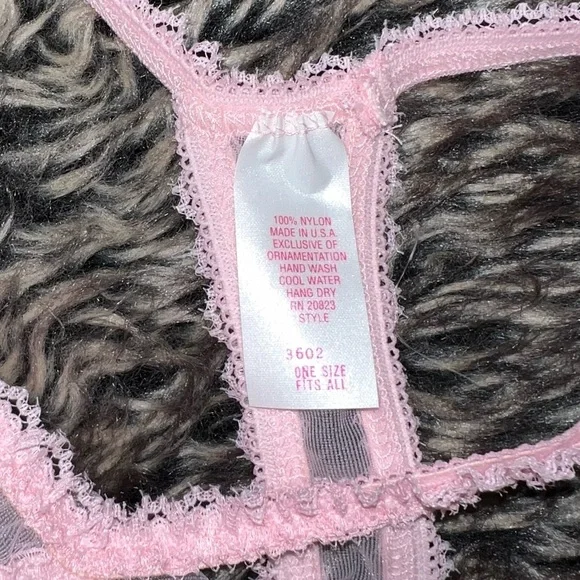 100% NYLON
MADE IN U.S.A.
EXCLUSIVE OF
ORNAMENTATION
HAND WASH
COOL WATER
HANG DRY
RN 20823
STYLE
3602
ONE SIZE
FITS ALL